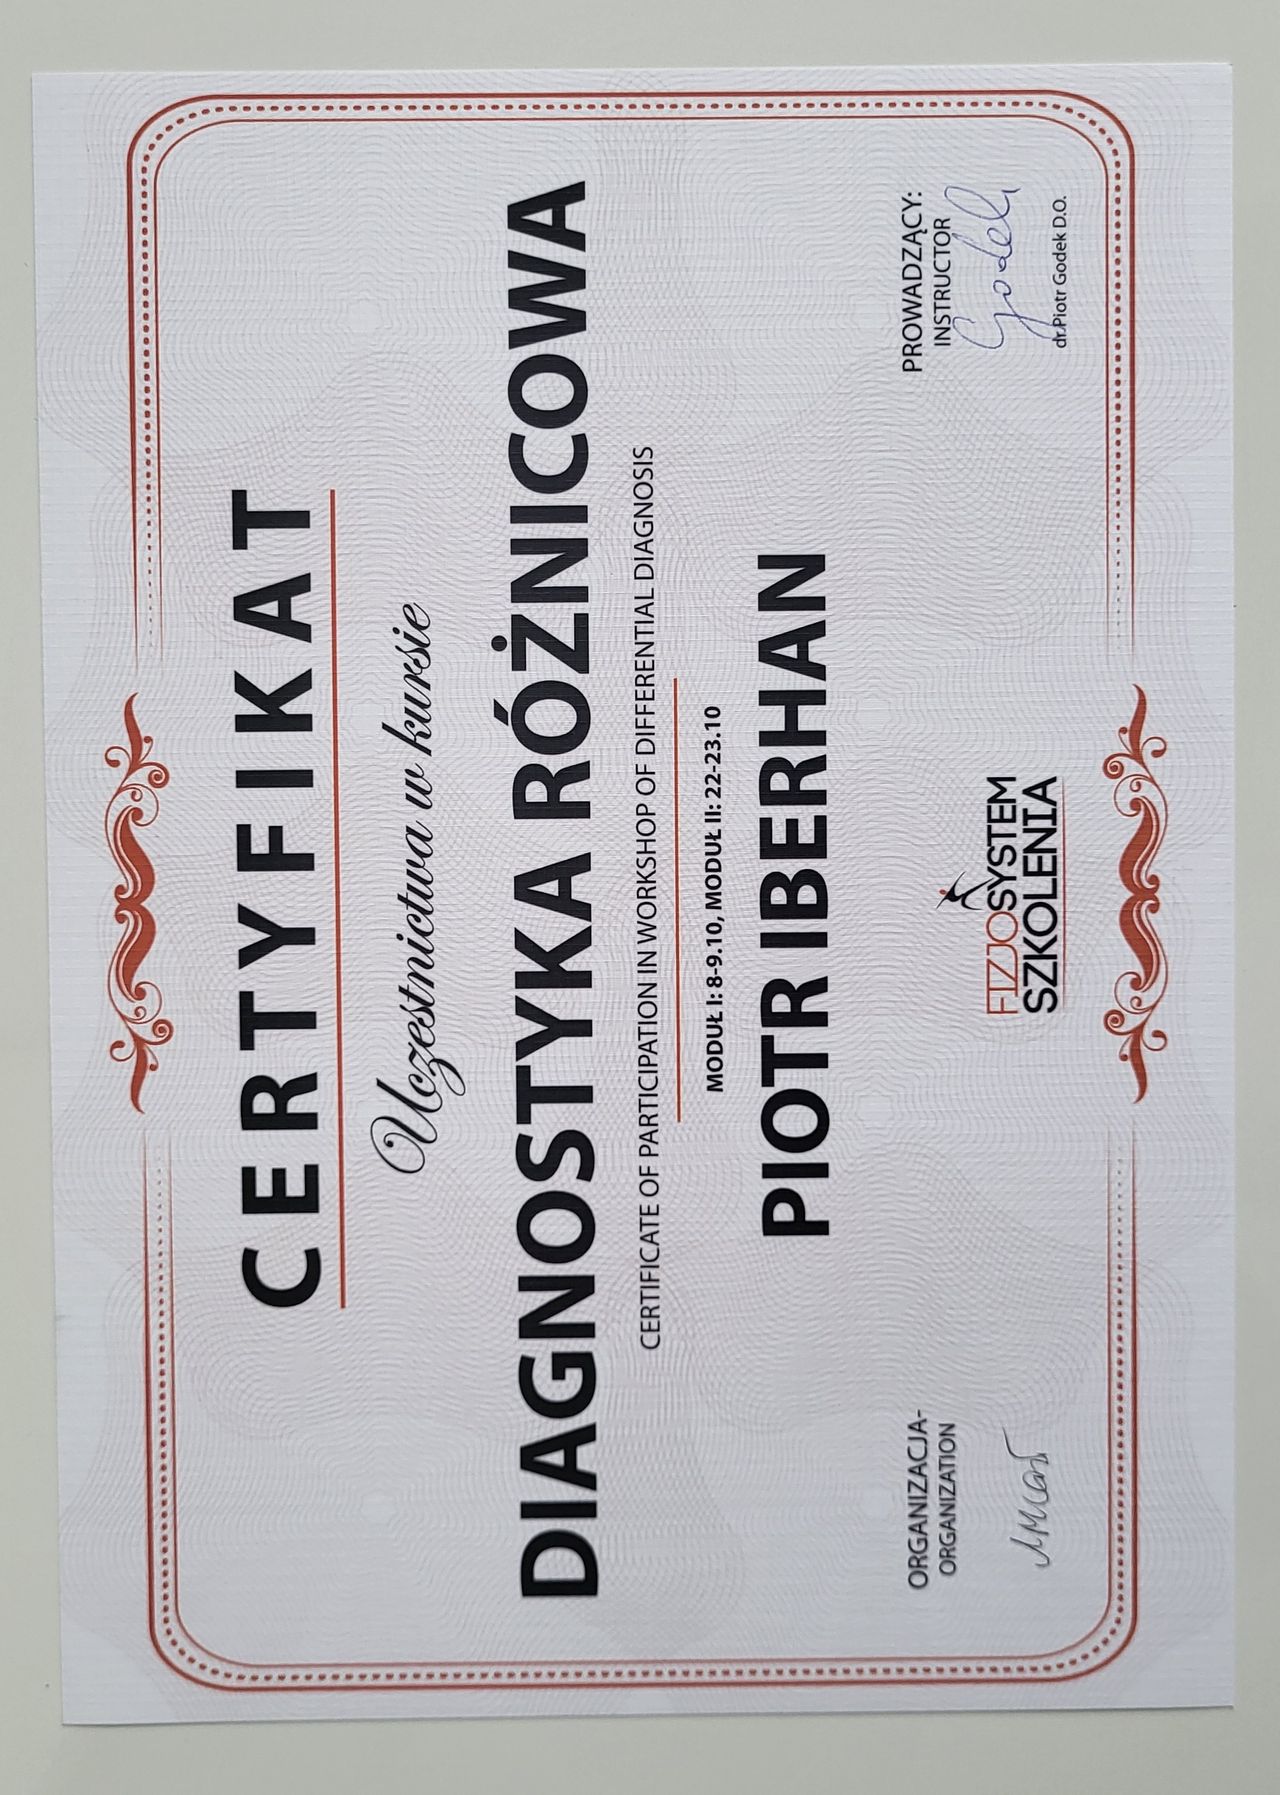 CERTYFIKAT
Uczestnictwa w kursie
DIAGNOSTYKA RÓŻNICOWA
CERTIFICATE OF PARTICIPATION IN WORKSHOP OF DIFFERENTIAL DIAGNOSIS
MODUŁ I: 8-9.10, MODUŁ II: 22-23.10
PIOTR IBERHAN
ORGANIZACJA-
ORGANIZATION
FIZJOSYSTEM
SZKOLENIA
PROWADZĄCY:
INSTRUCTOR
Godek
dr.Piotr Godek D.O.